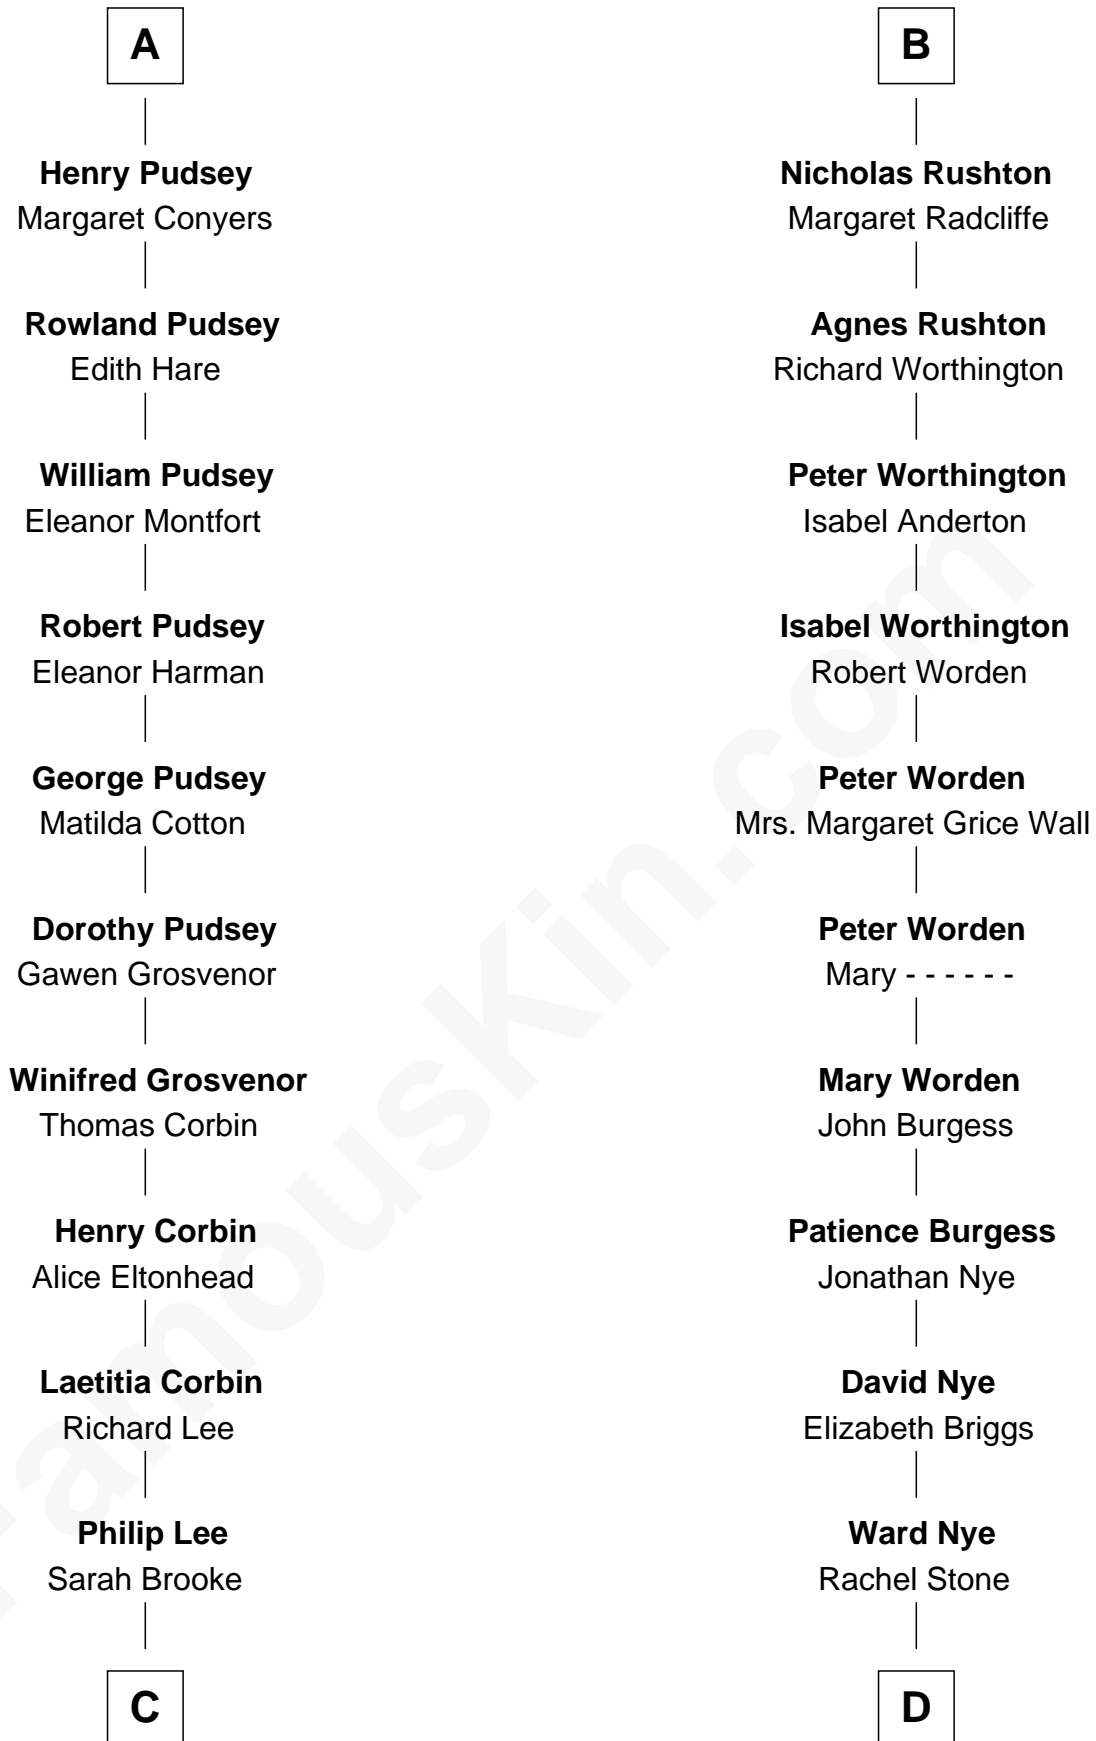 A
Henry Pudsey
Margaret Conyers
Rowland Pudsey
Edith Hare
William Pudsey
Eleanor Montfort
Robert Pudsey
Eleanor Harman
George Pudsey
Matilda Cotton
Dorothy Pudsey
Gawen Grosvenor
Winifred Grosvenor
Thomas Corbin
Henry Corbin
Alice Eltonhead
Laetitia Corbin
Richard Lee
Philip Lee
Sarah Brooke
C
B
Nicholas Rushton
Margaret Radcliffe
Agnes Rushton
Richard Worthington
Peter Worthington
Isabel Anderton
Isabel Worthington
Robert Worden
Peter Worden
Mrs. Margaret Grice Wall
Peter Worden
Mary - - - - - -
Mary Worden
John Burgess
Patience Burgess
Jonathan Nye
David Nye
Elizabeth Briggs
Ward Nye
Rachel Stone
D
FamousKin.com